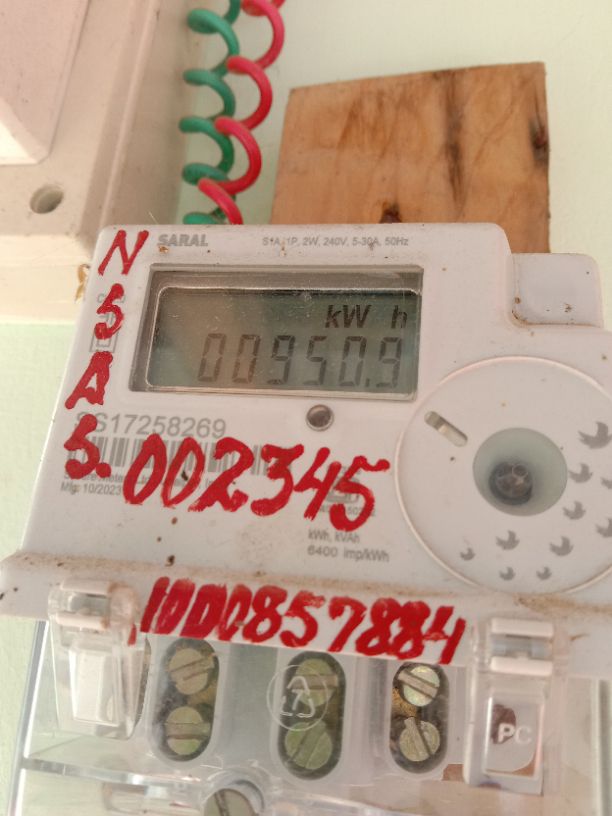 SARAL
S1A, 1P, 2W, 240V, 5-30A, 50Hz
kW h
00950.9
N S A S.
SS17258269
Mfg: 10/2023
002345
kWh, kVAh
6400 imp/kWh
1000857884
PC